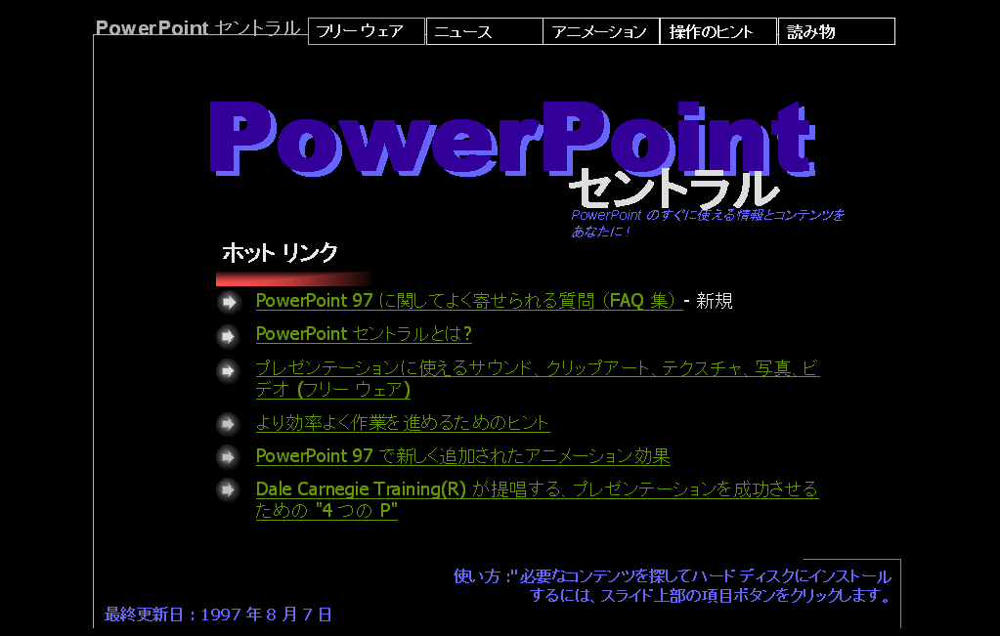 PowerPoint セントラル
フリー ウェア
ニュース
アニメーション
操作のヒント
読み物
PowerPoint
セントラル
PowerPoint のすぐに使える情報とコンテンツを
あなたに !
ホット リンク
PowerPoint 97 に関してよく寄せられる質問 (FAQ 集) - 新規
PowerPoint セントラルとは?
プレゼンテーションに使えるサウンド、クリップアート、テクスチャ、写真、ビ
デオ (フリー ウェア)
より効率よく作業を進めるためのヒント
PowerPoint 97 で新しく追加されたアニメーション効果
Dale Carnegie Training(R) が提唱する、プレゼンテーションを成功させる
ための "4 つの P"
使い方 :" 必要なコンテンツを探してハード ディスクにインストール
するには、スライド上部の項目ボタンをクリックします。
最終更新日 : 1997 年 8 月 7 日